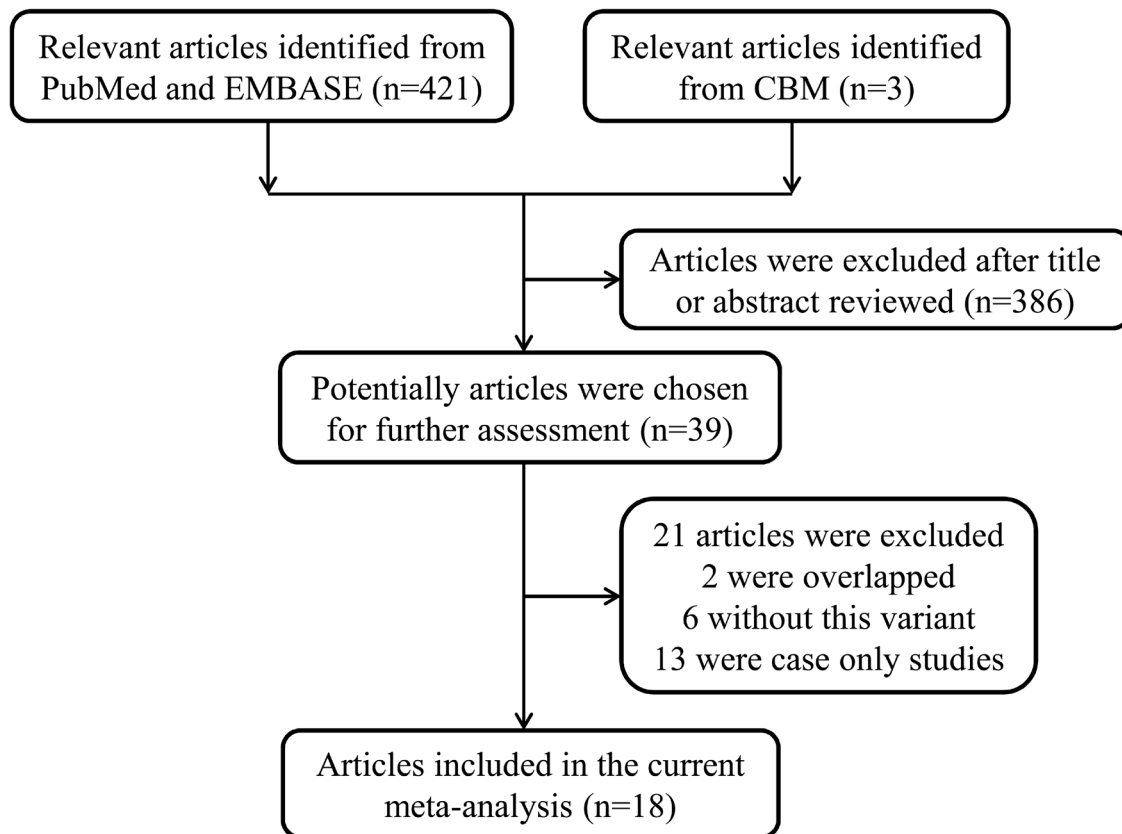 Relevant articles identified from
PubMed and EMBASE (n=421)
Relevant articles identified
from CBM (n=3)
Articles were excluded after title
or abstract reviewed (n=386)
Potentially articles were chosen
for further assessment (n=39)
21 articles were excluded
2 were overlapped
6 without this variant
13 were case only studies
Articles included in the current
meta-analysis (n=18)